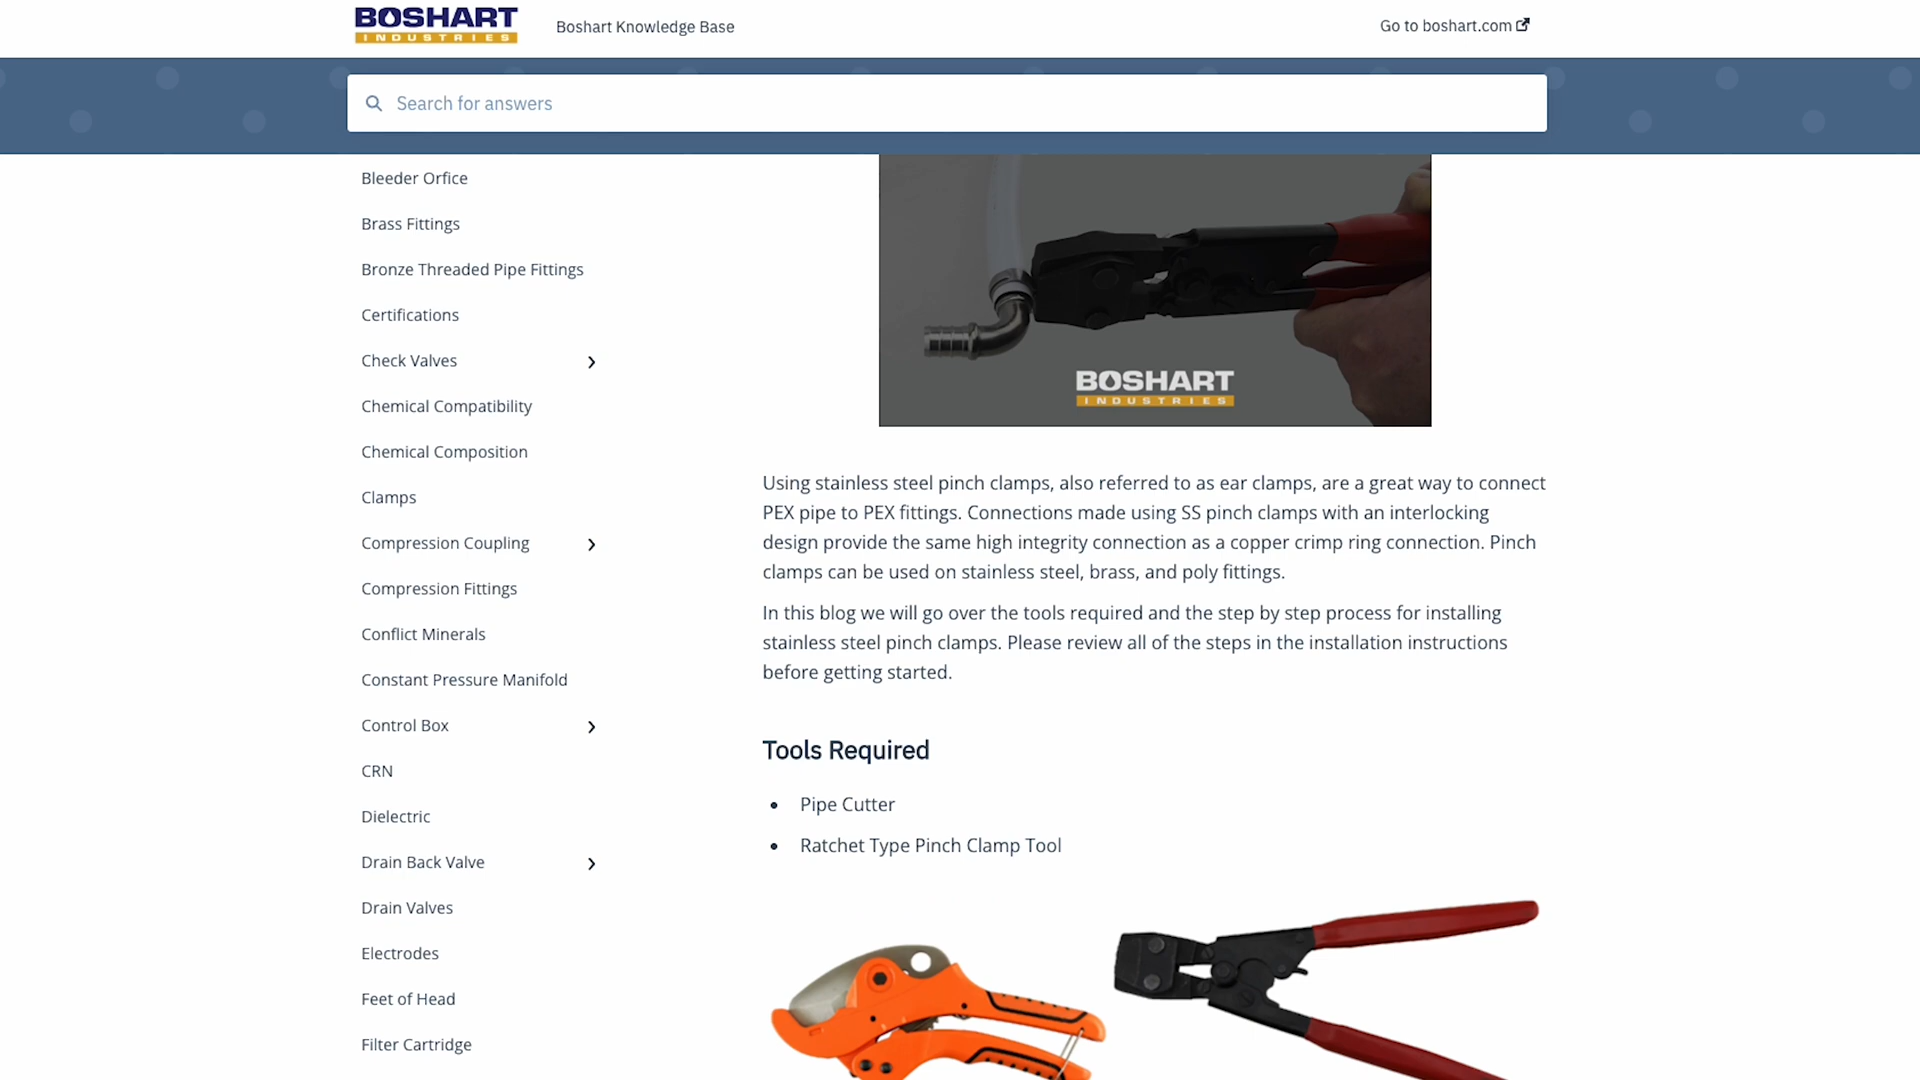 BOSHART
INDUSTRIES
Boshart Knowledge Base
Go to boshart.com
Search for answers
Bleeder Orfice
Brass Fittings
Bronze Threaded Pipe Fittings
Certifications
Check Valves
Chemical Compatibility
Chemical Composition
Clamps
Compression Coupling
Compression Fittings
Conflict Minerals
Constant Pressure Manifold
Control Box
CRN
Dielectric
Drain Back Valve
Drain Valves
Electrodes
Feet of Head
Filter Cartridge
BOSHART
INDUSTRIES
Using stainless steel pinch clamps, also referred to as ear clamps, are a great way to connect
PEX pipe to PEX fittings. Connections made using SS pinch clamps with an interlocking
design provide the same high integrity connection as a copper crimp ring connection. Pinch
clamps can be used on stainless steel, brass, and poly fittings.
In this blog we will go over the tools required and the step by step process for installing
stainless steel pinch clamps. Please review all of the steps in the installation instructions
before getting started.
Tools Required
• Pipe Cutter
• Ratchet Type Pinch Clamp Tool